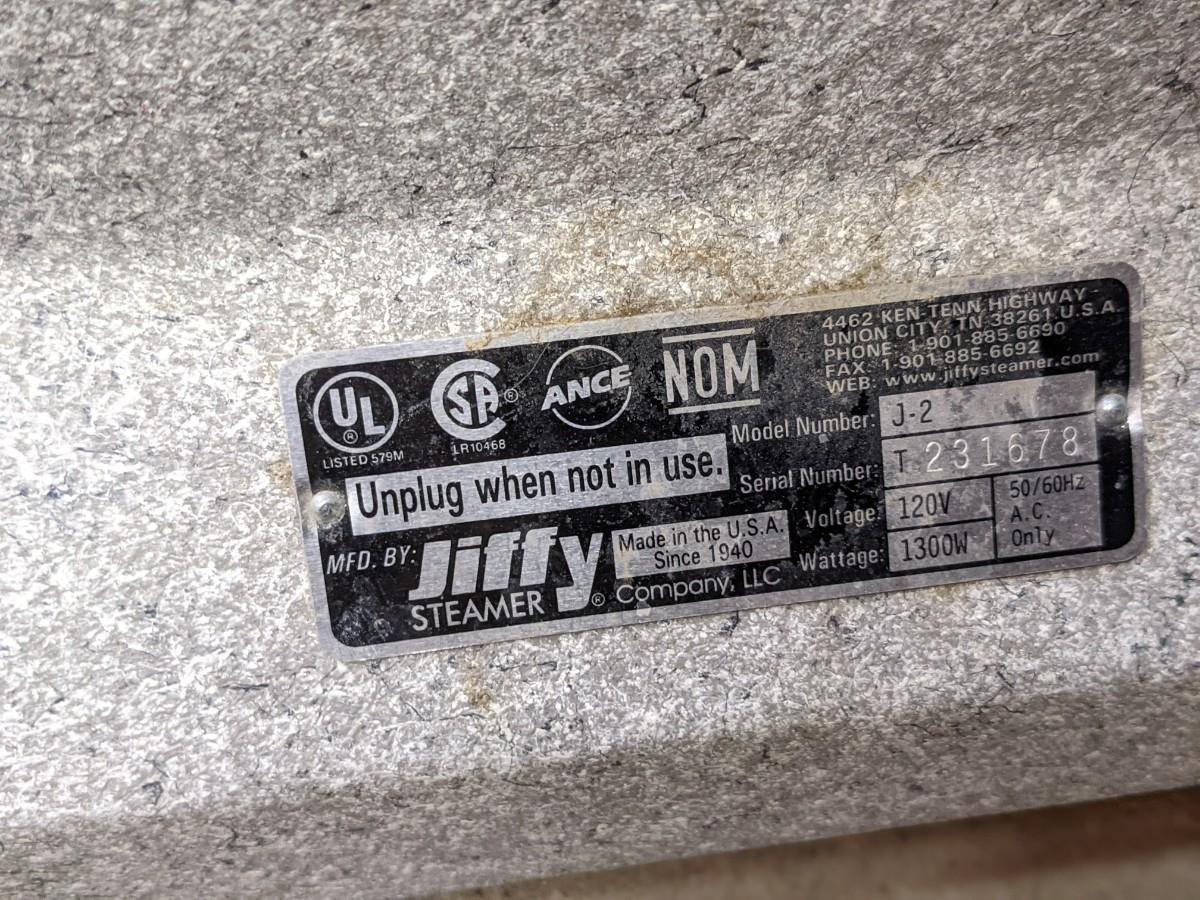 UL
®
LISTED 579M
CSA®
LR10468
ANCE
NOM
4462 KEN-TENN HIGHWAY
UNION CITY, TN 38261 U.S.A.
PHONE: 1-901-885-6690
FAX: 1-901-885-6692
WEB: www.jiffysteamer.com
Unplug when not in use.
MFD. BY: Jiffy
STEAMER® Company, LLC
Made in the U.S.A.
Since 1940
Model Number: J-2
Serial Number: T 231678
Voltage: 120V
Wattage: 1300W
50/60Hz
A.C.
Only